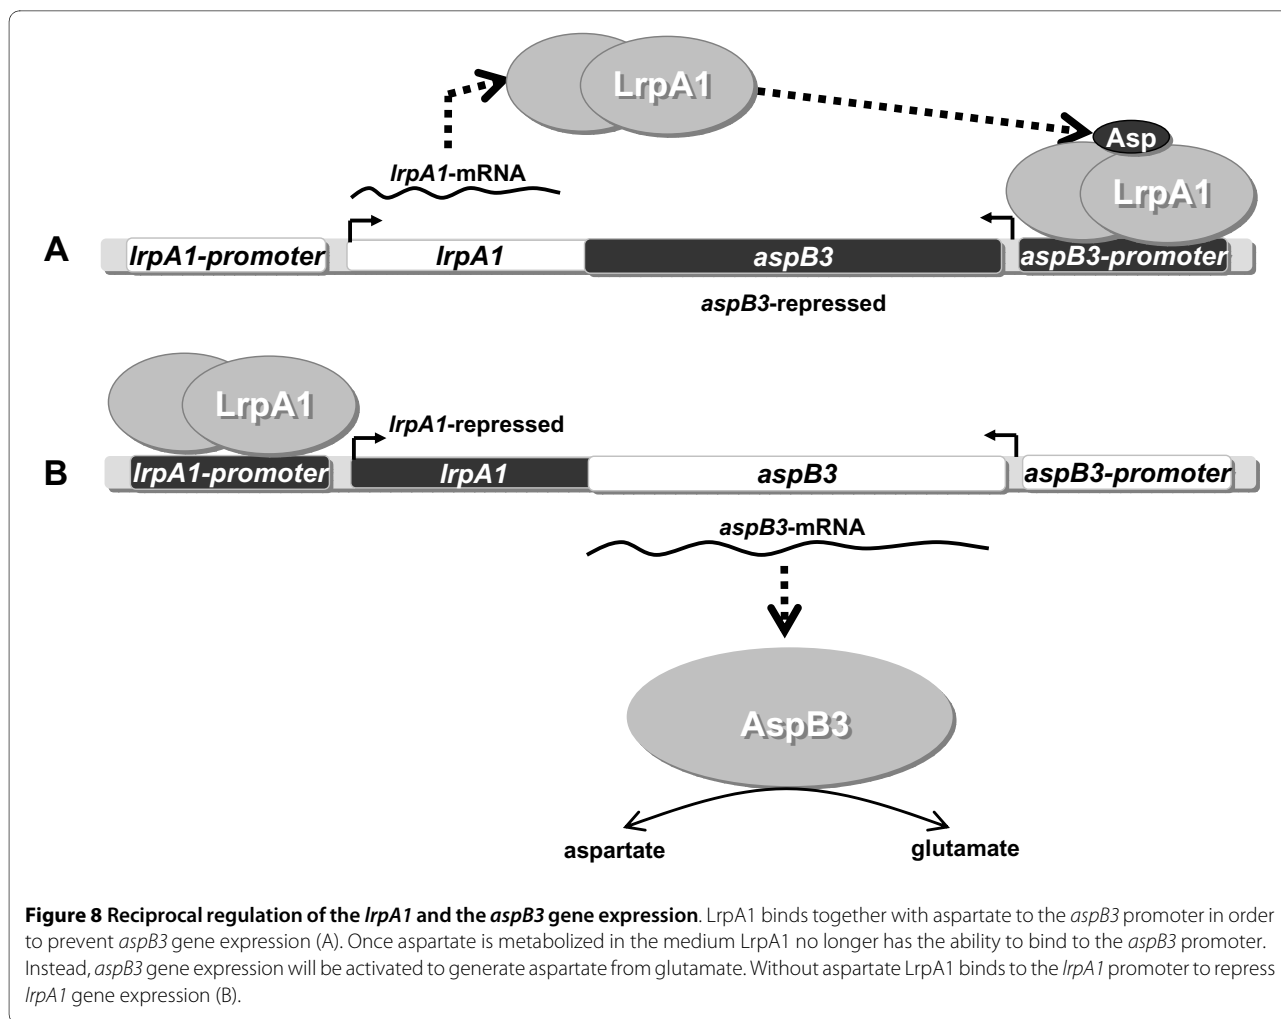 LrpA1
Asp
lrpA1-mRNA
LrpA1
A
lrpA1-promoter
lrpA1
aspB3
aspB3-promoter
aspB3-repressed
LrpA1
lrpA1-repressed
B
lrpA1-promoter
lrpA1
aspB3
aspB3-promoter
aspB3-mRNA
AspB3
aspartate
glutamate
Figure 8 Reciprocal regulation of the lrpA1 and the aspB3 gene expression. LrpA1 binds together with aspartate to the aspB3 promoter in order
to prevent aspB3 gene expression (A). Once aspartate is metabolized in the medium LrpA1 no longer has the ability to bind to the aspB3 promoter.
Instead, aspB3 gene expression will be activated to generate aspartate from glutamate. Without aspartate LrpA1 binds to the lrpA1 promoter to repress
lrpA1 gene expression (B).